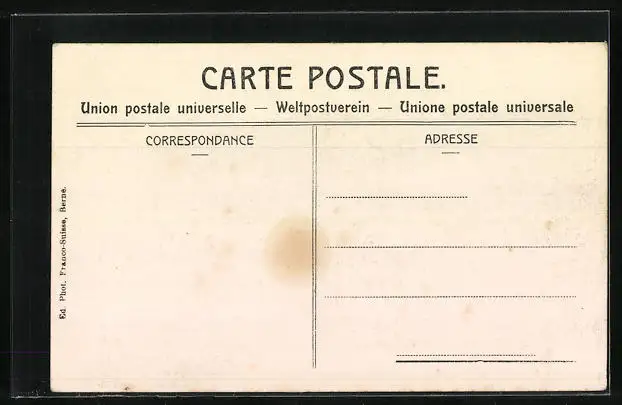 CARTE POSTALE.
Union postale universelle — Weltpostverein — Unione postale universale
CORRESPONDANCE
ADRESSE
Ed. Phot. Franco-Suisse, Berne.